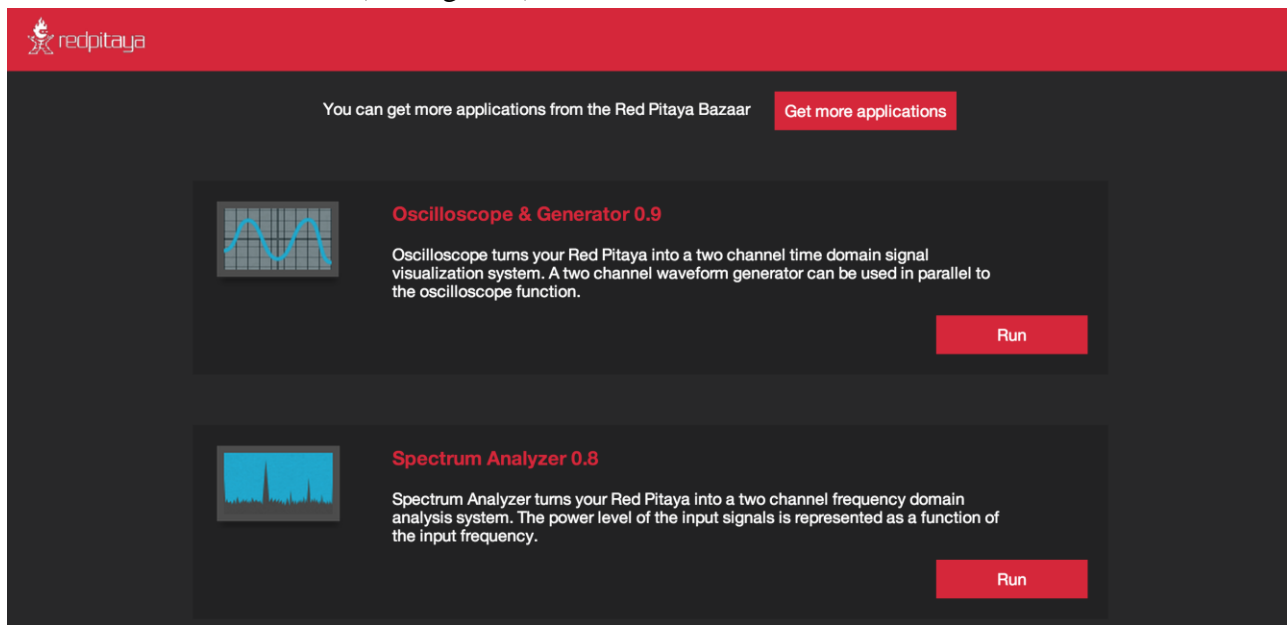 redpitaya
You can get more applications from the Red Pitaya Bazaar
Get more applications
Oscilloscope & Generator 0.9
Oscilloscope turns your Red Pitaya into a two channel time domain signal
visualization system. A two channel waveform generator can be used in parallel to
the oscilloscope function.
Run
Spectrum Analyzer 0.8
Spectrum Analyzer turns your Red Pitaya into a two channel frequency domain
analysis system. The power level of the input signals is represented as a function of
the input frequency.
Run